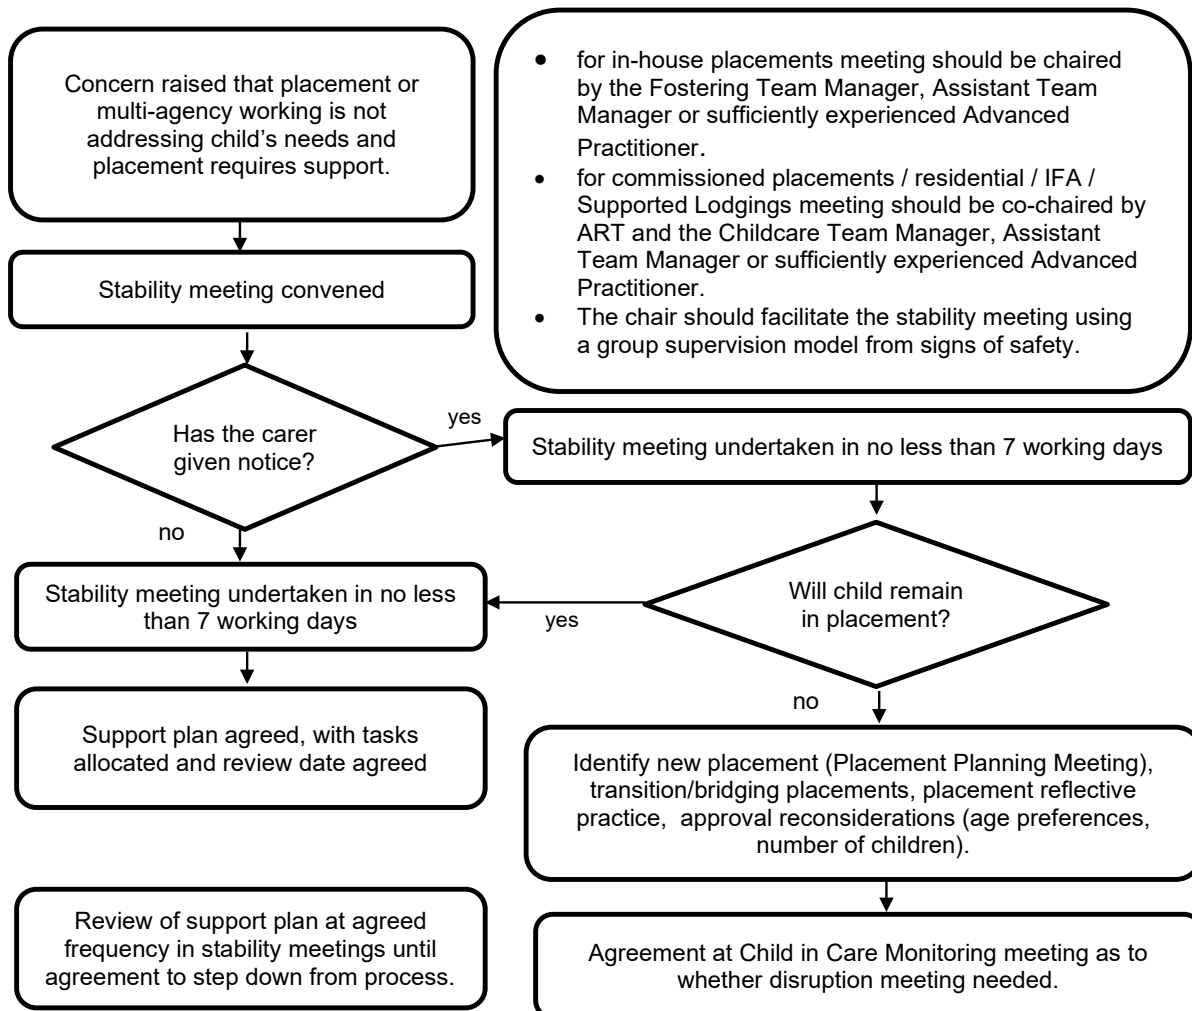 Concern raised that placement or
multi-agency working is not
addressing child's needs and
placement requires support.
• for in-house placements meeting should be chaired
by the Fostering Team Manager, Assistant Team
Manager or sufficiently experienced Advanced
Practitioner.
• for commissioned placements / residential / IFA /
Supported Lodgings meeting should be co-chaired by
ART and the Childcare Team Manager, Assistant
Team Manager or sufficiently experienced Advanced
Practitioner.
• The chair should facilitate the stability meeting using
a group supervision model from signs of safety.
Stability meeting convened
Has the carer
given notice?
yes
Stability meeting undertaken in no less than 7 working days
no
Stability meeting undertaken in no less
than 7 working days
Will child remain
in placement?
yes
no
Support plan agreed, with tasks
allocated and review date agreed
Identify new placement (Placement Planning Meeting),
transition/bridging placements, placement reflective
practice,  approval reconsiderations (age preferences,
number of children).
Review of support plan at agreed
frequency in stability meetings until
agreement to step down from process.
Agreement at Child in Care Monitoring meeting as to
whether disruption meeting needed.